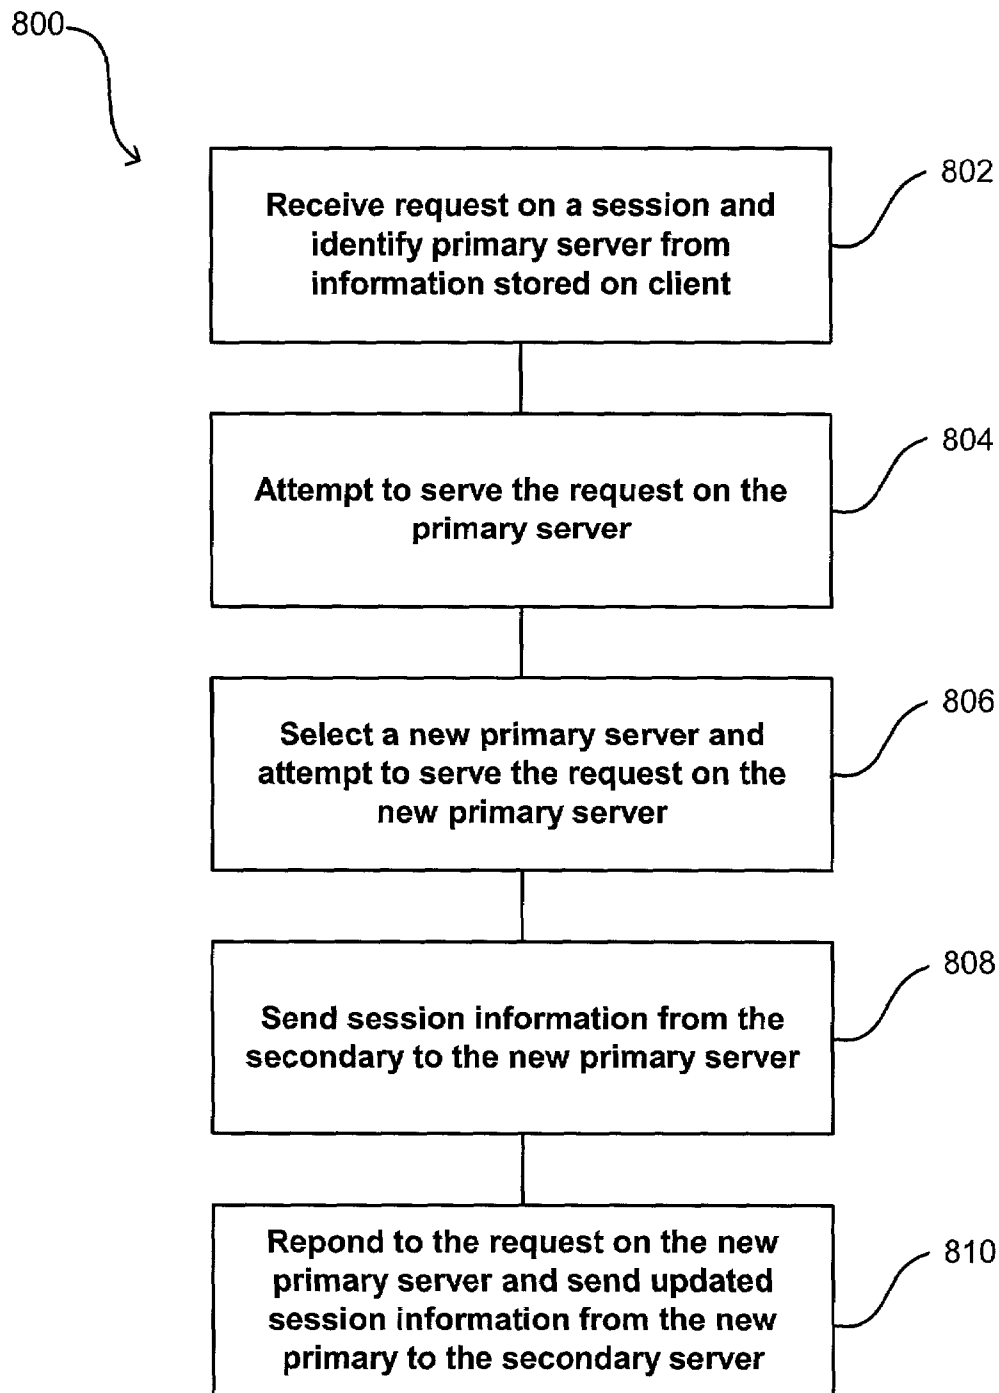 800
802
Receive request on a session and
identify primary server from
information stored on client
804
Attempt to serve the request on the
primary server
806
Select a new primary server and
attempt to serve the request on the
new primary server
808
Send session information from the
secondary to the new primary server
810
Repond to the request on the new
primary server and send updated
session information from the new
primary to the secondary server